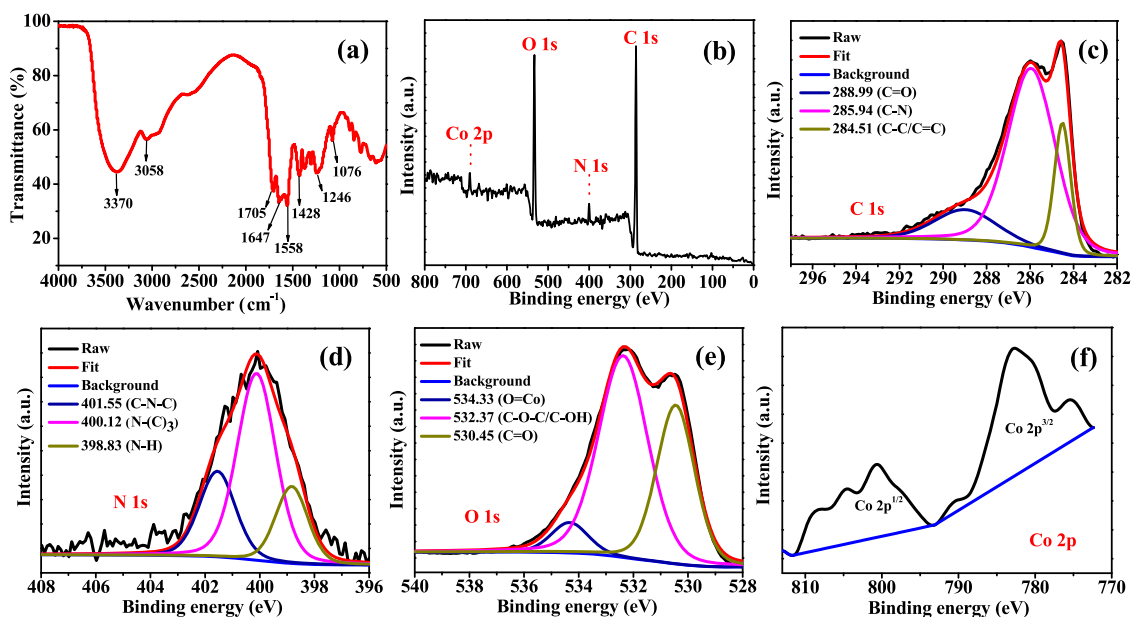 (a)
Transmittance (%)
100
80
60
40
20
3370
3058
1705
1647
1558
1428
1246
1076
4000 3500 3000 2500 2000 1500 1000 500
Wavenumber (cm⁻¹)
(b)
Intensity (a.u.)
O 1s
C 1s
Co 2p
N 1s
800 700 600 500 400 300 200 100 0
Binding energy (eV)
(c)
Intensity (a.u.)
Raw
Fit
Background
288.99 (C=O)
285.94 (C-N)
284.51 (C-C/C=C)
C 1s
296 294 292 290 288 286 284 282
Binding energy (eV)
(d)
Intensity (a.u.)
Raw
Fit
Background
401.55 (C-N-C)
400.12 (N-(C)₃)
398.83 (N-H)
N 1s
408 406 404 402 400 398 396
Binding energy (eV)
(e)
Intensity (a.u.)
Raw
Fit
Background
534.33 (O=Co)
532.37 (C-O-C/C-OH)
530.45 (C=O)
O 1s
540 538 536 534 532 530 528
Binding energy (eV)
(f)
Intensity (a.u.)
Co 2p³/²
Co 2p¹/²
Co 2p
810 800 790 780 770
Binding energy (eV)